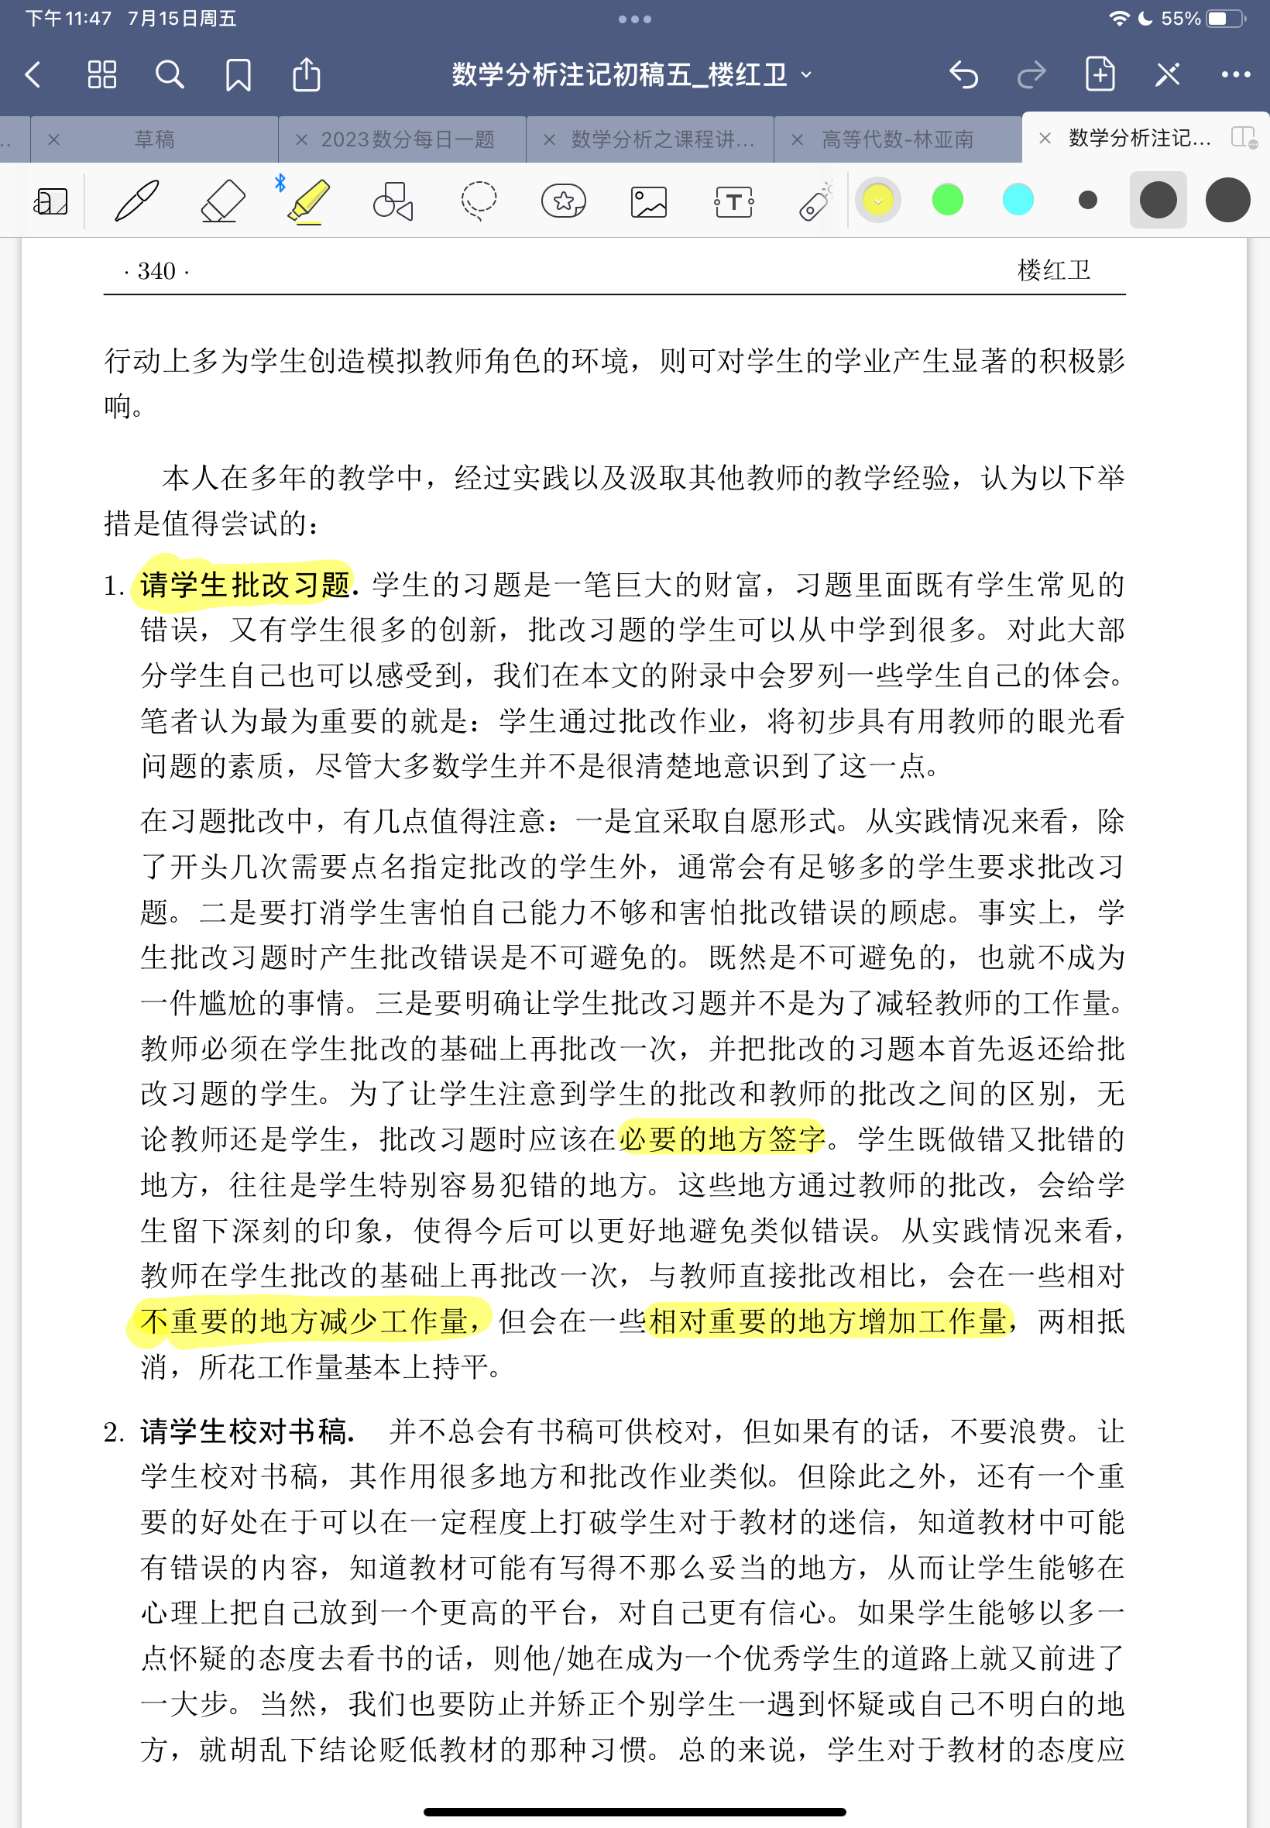 下午11:47 7月15日周五 55%
数学分析注记初稿五_楼红卫
草稿 2023数分每日一题 数学分析之课程讲... 高等代数-林亚南 数学分析注记...
· 340 · 楼红卫
行动上多为学生创造模拟教师角色的环境，则可对学生的学业产生显著的积极影
响。
本人在多年的教学中，经过实践以及汲取其他教师的教学经验，认为以下举
措是值得尝试的：
1. 请学生批改习题. 学生的习题是一笔巨大的财富，习题里面既有学生常见的
错误，又有学生很多的创新，批改习题的学生可以从中学到很多。对此大部
分学生自己也可以感受到，我们在本文的附录中会罗列一些学生自己的体会。
笔者认为最为重要的就是：学生通过批改作业，将初步具有用教师的眼光看
问题的素质，尽管大多数学生并不是很清楚地意识到了这一点。
在习题批改中，有几点值得注意：一是宜采取自愿形式。从实践情况来看，除
了开头几次需要点名指定批改的学生外，通常会有足够多的学生要求批改习
题。二是要打消学生害怕自己能力不够和害怕批改错误的顾虑。事实上，学
生批改习题时产生批改错误是不可避免的。既然是不可避免的，也就不成为
一件尴尬的事情。三是要明确让学生批改习题并不是为了减轻教师的工作量。
教师必须在学生批改的基础上再批改一次，并把批改的习题本首先返还给批
改习题的学生。为了让学生注意到学生的批改和教师的批改之间的区别，无
论教师还是学生，批改习题时应该在必要的地方签字。学生既做错又批错的
地方，往往是学生特别容易犯错的地方。这些地方通过教师的批改，会给学
生留下深刻的印象，使得今后可以更好地避免类似错误。从实践情况来看，
教师在学生批改的基础上再批改一次，与教师直接批改相比，会在一些相对
不重要的地方减少工作量，但会在一些相对重要的地方增加工作量，两相抵
消，所花工作量基本上持平。
2. 请学生校对书稿. 并不总会有书稿可供校对，但如果有的话，不要浪费。让
学生校对书稿，其作用很多地方和批改作业类似。但除此之外，还有一个重
要的好处在于可以在一定程度上打破学生对于教材的迷信，知道教材中可能
有错误的内容，知道教材可能有写得不那么妥当的地方，从而让学生能够在
心理上把自己放到一个更高的平台，对自己更有信心。如果学生能够以多一
点怀疑的态度去看书的话，则他/她在成为一个优秀学生的道路上就又前进了
一大步。当然，我们也要防止并矫正个别学生一遇到怀疑或自己不明白的地
方，就胡乱下结论贬低教材的那种习惯。总的来说，学生对于教材的态度应